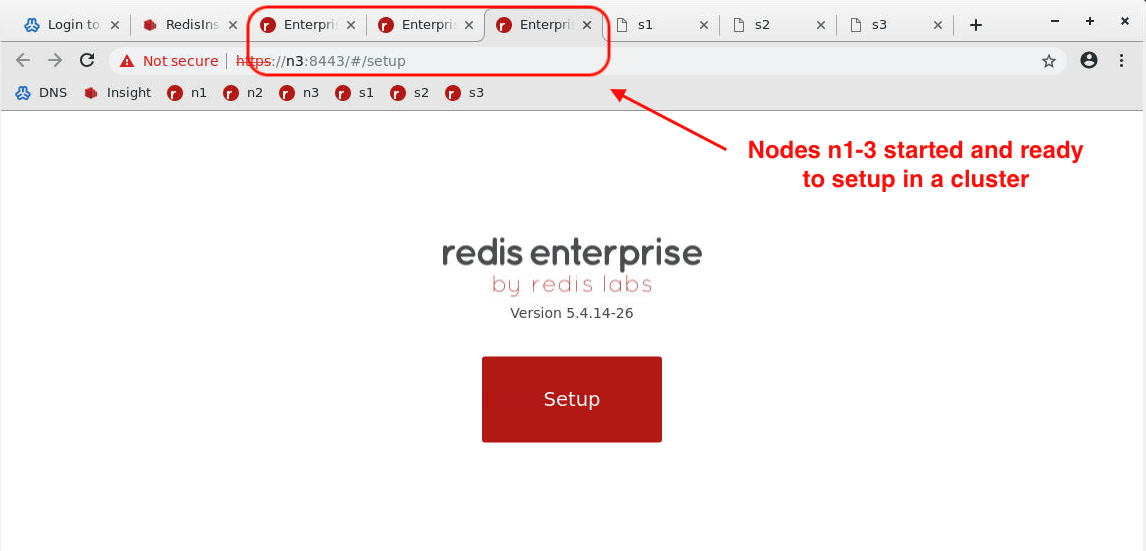 Login to
RedisIns
Enterpris
Enterpris
Enterpris
s1
s2
s3
Not secure
https://n3:8443/#/setup
DNS
Insight
n1
n2
n3
s1
s2
s3
Nodes n1-3 started and ready
to setup in a cluster
redis enterprise
by redis labs
Version 5.4.14-26
Setup